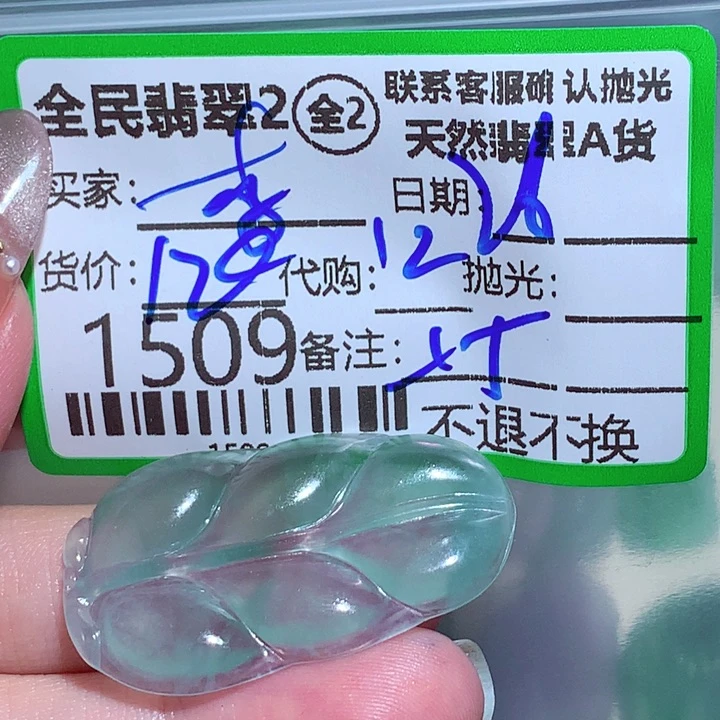 全民翡翠2 全2 联系客服确认抛光
天然翡翠A货
买家: 日期:
货价: 代购: 12 抛光:
1509 备注:
不退不换